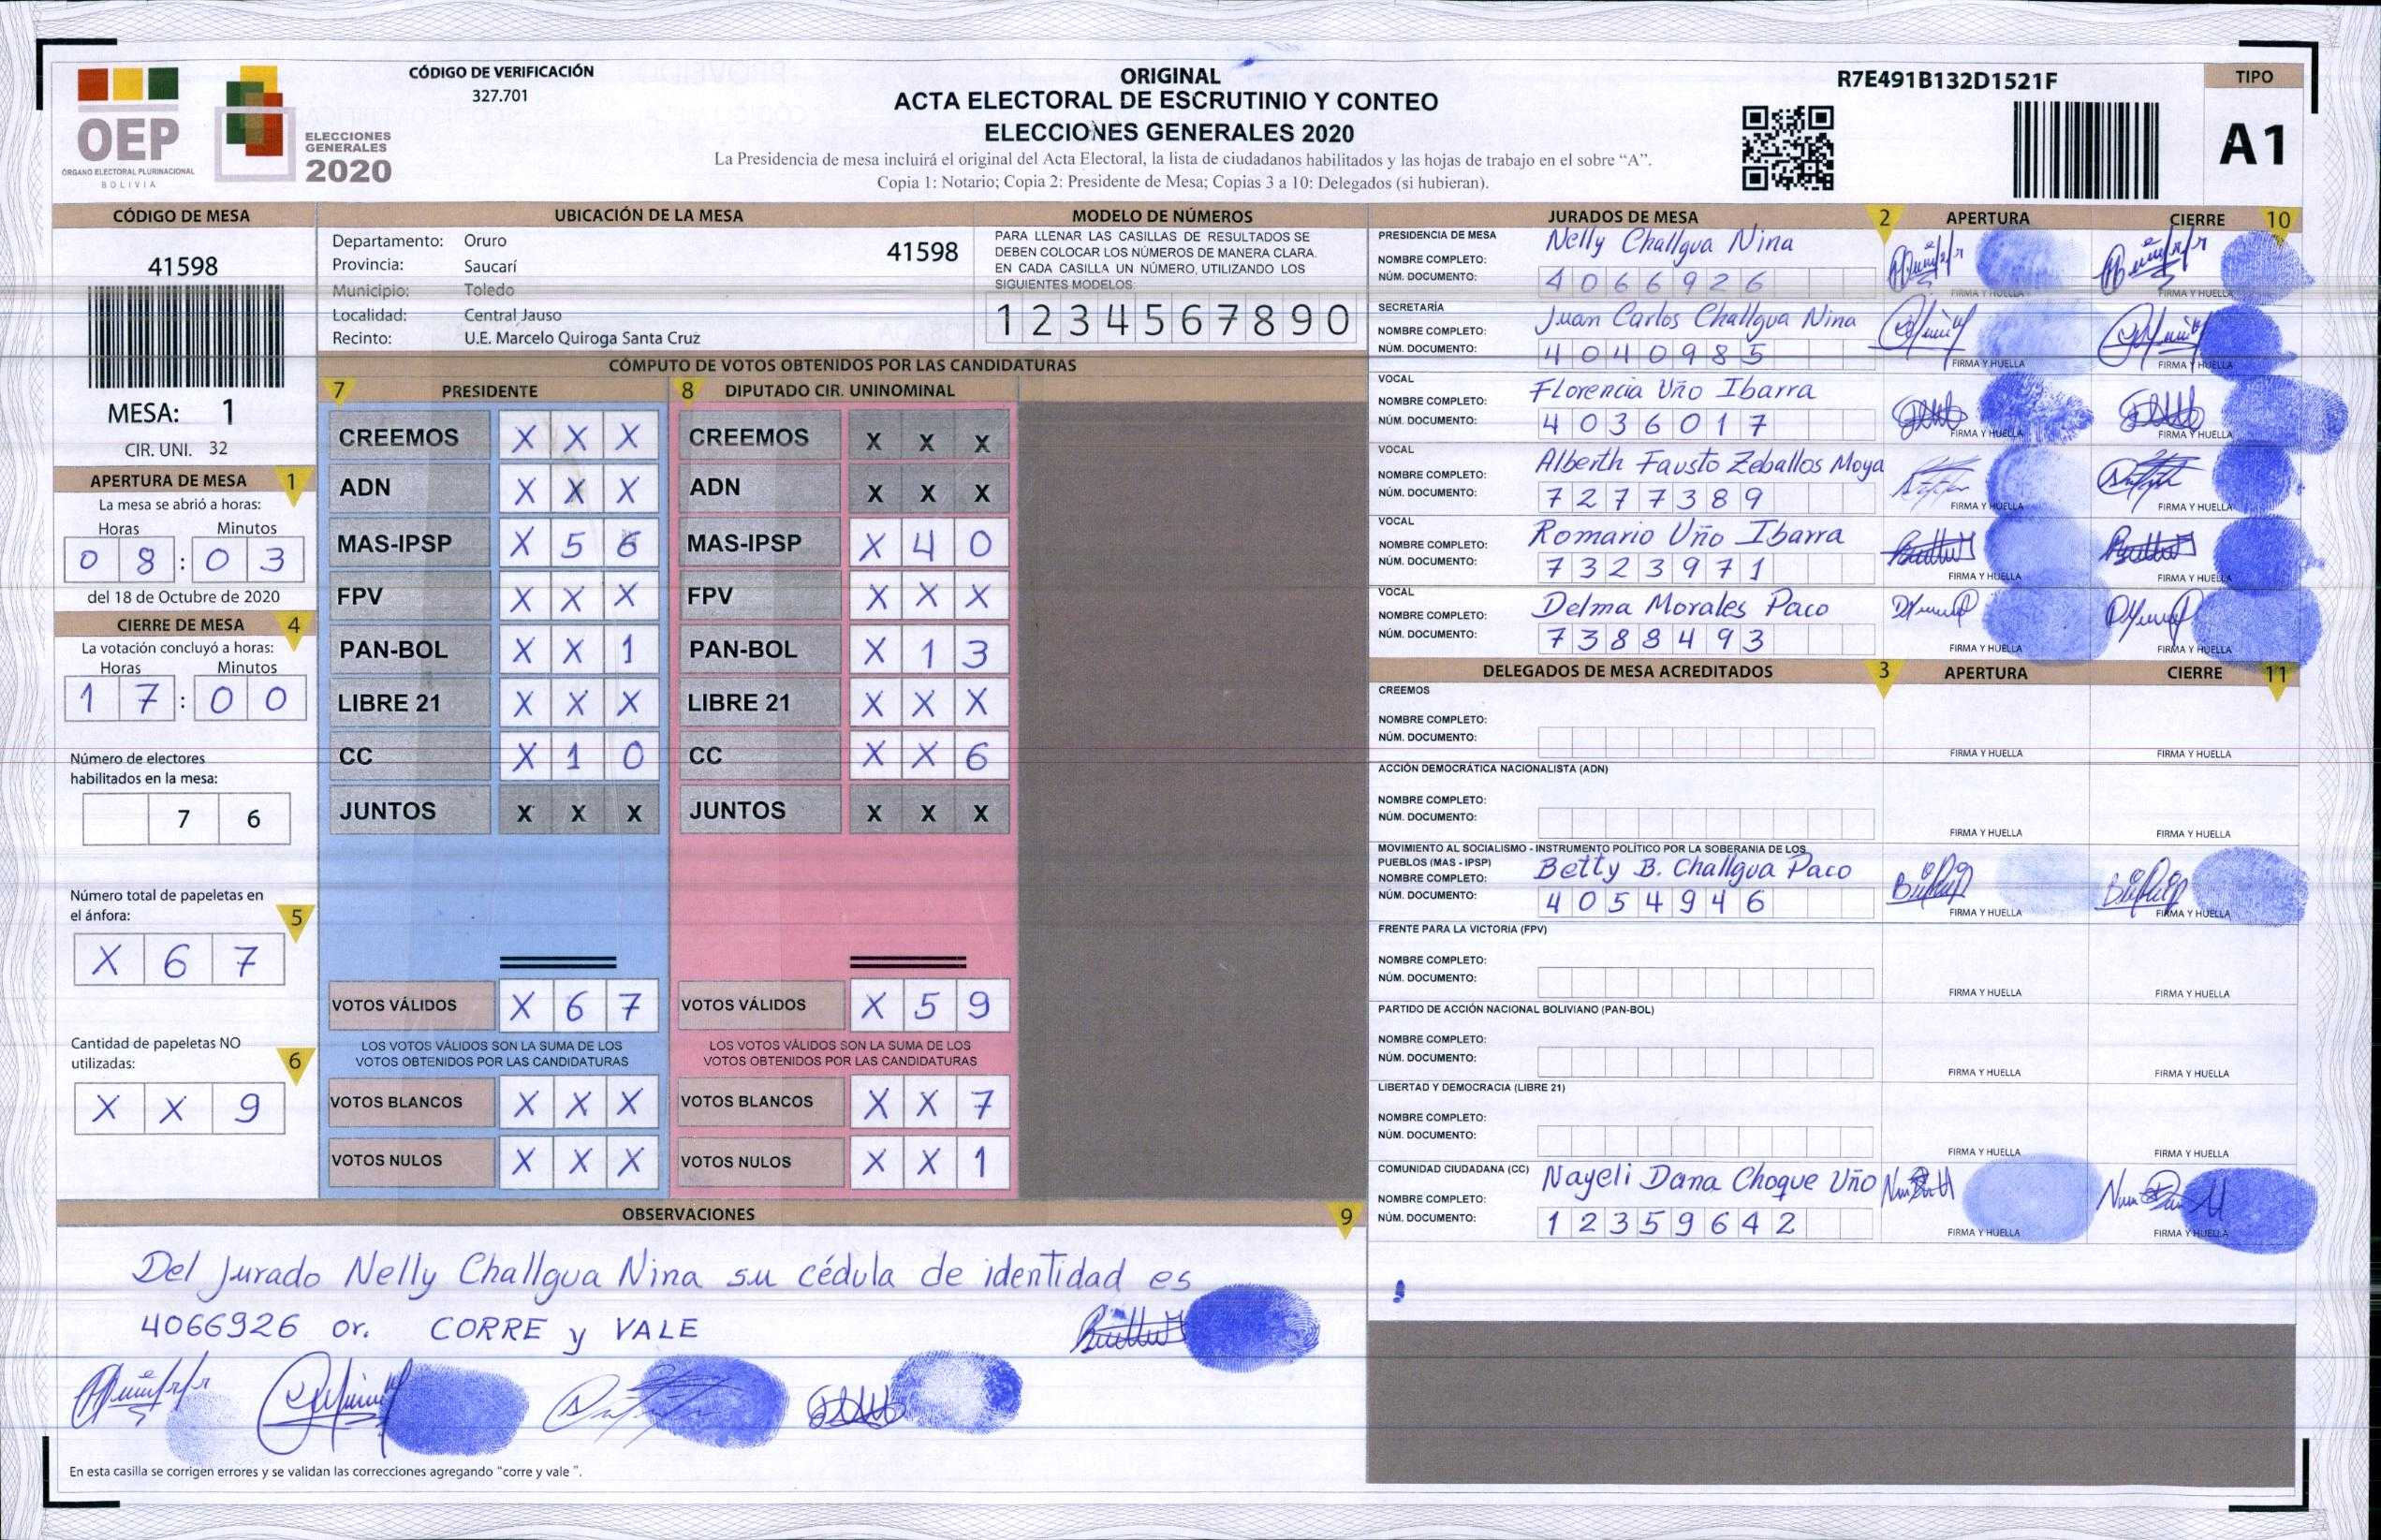 CÓDIGO DE VERIFICACIÓN
327.701
OEP
ÓRGANO ELECTORAL PLURINACIONAL
BOLIVIA
ELECCIONES
GENERALES
2020
ORIGINAL
ACTA ELECTORAL DE ESCRUTINIO Y CONTEO
ELECCIONES GENERALES 2020
La Presidencia de mesa incluirá el original del Acta Electoral, la lista de ciudadanos habilitados y las hojas de trabajo en el sobre “A”.
Copia 1: Notario; Copia 2: Presidente de Mesa; Copias 3 a 10: Delegados (si hubieran).
R7E491B132D1521F
TIPO
A1
CÓDIGO DE MESA
41598
MESA: 1
CIR. UNI. 32
APERTURA DE MESA 1
La mesa se abrió a horas:
Horas Minutos
0 8 : 0 3
del 18 de Octubre de 2020
CIERRE DE MESA 4
La votación concluyó a horas:
Horas Minutos
1 7 : 0 0
Número de electores
habilitados en la mesa:
7 6
Número total de papeletas en
el ánfora: 5
X 6 7
Cantidad de papeletas NO
utilizadas: 6
X X 9
UBICACIÓN DE LA MESA
Departamento: Oruro 41598
Provincia: Saucarí
Municipio: Toledo
Localidad: Central Jauso
Recinto: U.E. Marcelo Quiroga Santa Cruz
MODELO DE NÚMEROS
PARA LLENAR LAS CASILLAS DE RESULTADOS SE
DEBEN COLOCAR LOS NÚMEROS DE MANERA CLARA.
EN CADA CASILLA UN NÚMERO, UTILIZANDO LOS
SIGUIENTES MODELOS:
1 2 3 4 5 6 7 8 9 0
CÓMPUTO DE VOTOS OBTENIDOS POR LAS CANDIDATURAS
7 PRESIDENTE 8 DIPUTADO CIR. UNINOMINAL
CREEMOS X X X CREEMOS X X X
ADN X X X ADN X X X
MAS-IPSP X 5 6 MAS-IPSP X 4 0
FPV X X X FPV X X X
PAN-BOL X X 1 PAN-BOL X 1 3
LIBRE 21 X X X LIBRE 21 X X X
CC X 1 0 CC X X 6
JUNTOS X X X JUNTOS X X X
VOTOS VÁLIDOS X 6 7 VOTOS VÁLIDOS X 5 9
LOS VOTOS VÁLIDOS SON LA SUMA DE LOS LOS VOTOS VÁLIDOS SON LA SUMA DE LOS
VOTOS OBTENIDOS POR LAS CANDIDATURAS VOTOS OBTENIDOS POR LAS CANDIDATURAS
VOTOS BLANCOS X X X VOTOS BLANCOS X X 7
VOTOS NULOS X X X VOTOS NULOS X X 1
OBSERVACIONES 9
Del Jurado Nelly Challgua Nina su cédula de identidad es
4066926 or. CORRE y VALE
En esta casilla se corrigen errores y se validan las correcciones agregando “corre y vale ”.
JURADOS DE MESA 2 APERTURA CIERRE 10
PRESIDENCIA DE MESA
NOMBRE COMPLETO: Nelly Challgua Nina
NÚM. DOCUMENTO: 4066926
FIRMA Y HUELLA FIRMA Y HUELLA
SECRETARÍA
NOMBRE COMPLETO: Juan Carlos Challgua Nina
NÚM. DOCUMENTO: 4040985
FIRMA Y HUELLA FIRMA Y HUELLA
VOCAL
NOMBRE COMPLETO: Florencia Uño Ibarra
NÚM. DOCUMENTO: 4036017
FIRMA Y HUELLA FIRMA Y HUELLA
VOCAL
NOMBRE COMPLETO: Alberth Fausto Zeballos Moya
NÚM. DOCUMENTO: 7277389
FIRMA Y HUELLA FIRMA Y HUELLA
VOCAL
NOMBRE COMPLETO: Romario Uño Ibarra
NÚM. DOCUMENTO: 7323971
FIRMA Y HUELLA FIRMA Y HUELLA
VOCAL
NOMBRE COMPLETO: Delma Morales Paco
NÚM. DOCUMENTO: 7388493
FIRMA Y HUELLA FIRMA Y HUELLA
DELEGADOS DE MESA ACREDITADOS 3 APERTURA CIERRE 11
CREEMOS
NOMBRE COMPLETO:
NÚM. DOCUMENTO:
FIRMA Y HUELLA FIRMA Y HUELLA
ACCIÓN DEMOCRÁTICA NACIONALISTA (ADN)
NOMBRE COMPLETO:
NÚM. DOCUMENTO:
FIRMA Y HUELLA FIRMA Y HUELLA
MOVIMIENTO AL SOCIALISMO - INSTRUMENTO POLÍTICO POR LA SOBERANIA DE LOS
PUEBLOS (MAS - IPSP)
NOMBRE COMPLETO: Betty B. Challgua Paco
NÚM. DOCUMENTO: 4054946
FIRMA Y HUELLA FIRMA Y HUELLA
FRENTE PARA LA VICTORIA (FPV)
NOMBRE COMPLETO:
NÚM. DOCUMENTO:
FIRMA Y HUELLA FIRMA Y HUELLA
PARTIDO DE ACCIÓN NACIONAL BOLIVIANO (PAN-BOL)
NOMBRE COMPLETO:
NÚM. DOCUMENTO:
FIRMA Y HUELLA FIRMA Y HUELLA
LIBERTAD Y DEMOCRACIA (LIBRE 21)
NOMBRE COMPLETO:
NÚM. DOCUMENTO:
FIRMA Y HUELLA FIRMA Y HUELLA
COMUNIDAD CIUDADANA (CC)
NOMBRE COMPLETO: Nayeli Dana Choque Uño
NÚM. DOCUMENTO: 12359642
FIRMA Y HUELLA FIRMA Y HUELLA